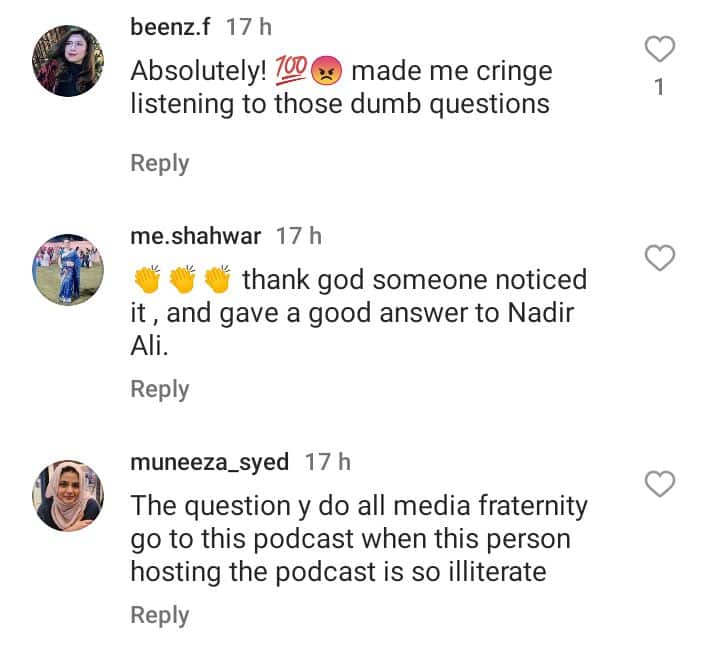 beenz.f 17 h
Absolutely! 💯😡 made me cringe
listening to those dumb questions
1
Reply
me.shahwar 17 h
👏👏👏 thank god someone noticed
it , and gave a good answer to Nadir
Ali.
Reply
muneeza_syed 17 h
The question y do all media fraternity
go to this podcast when this person
hosting the podcast is so illiterate
Reply